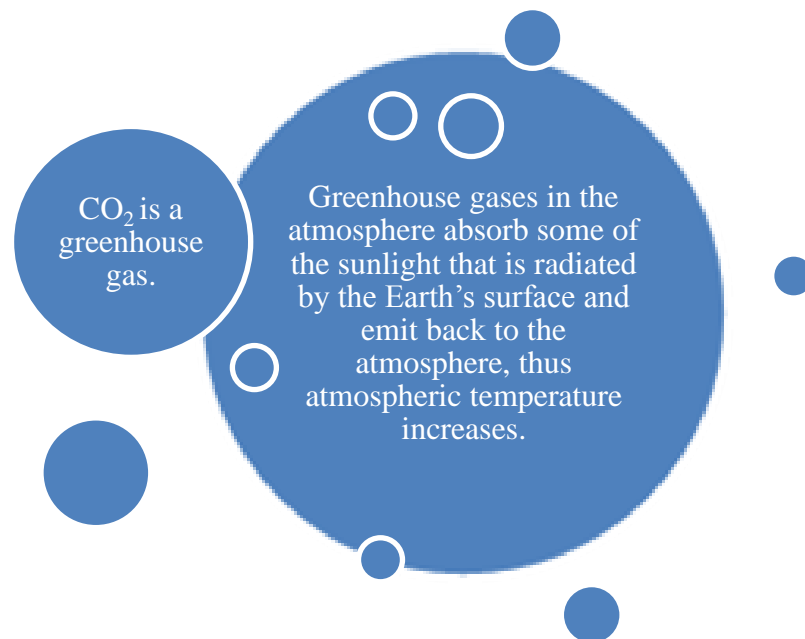 CO₂ is a
greenhouse
gas.
Greenhouse gases in the
atmosphere absorb some of
the sunlight that is radiated
by the Earth’s surface and
emit back to the
atmosphere, thus
atmospheric temperature
increases.